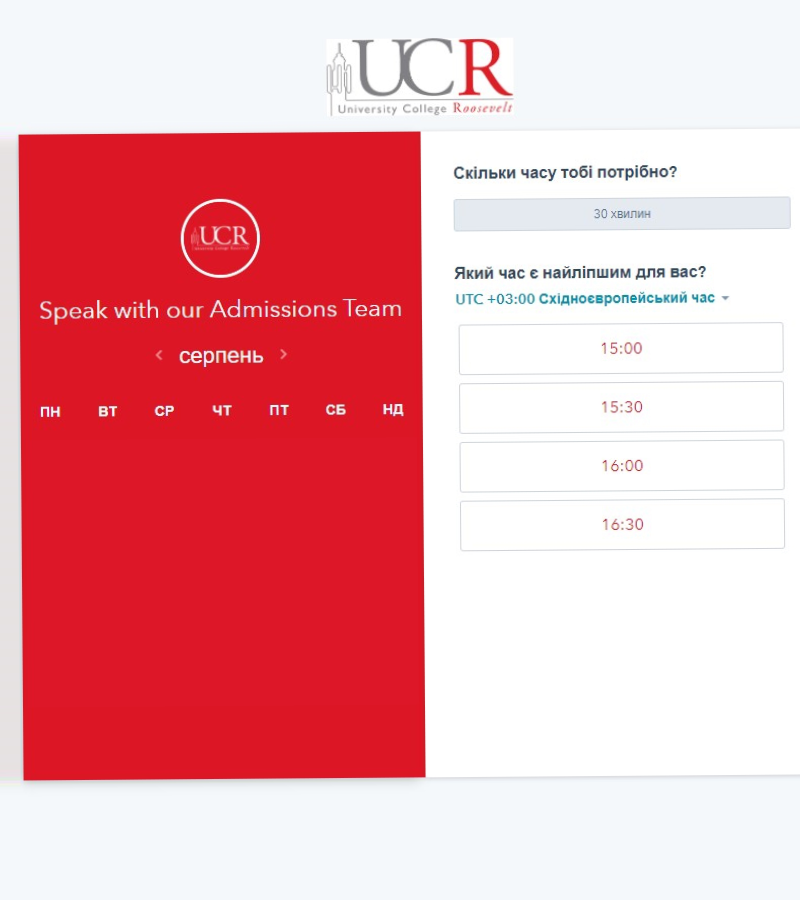 UCR
University College Roosevelt
UCR
Speak with our Admissions Team
серпень
ПН ВТ СР ЧТ ПТ СБ НД
Скільки часу тобі потрібно?
30 хвилин
Який час є найліпшим для вас?
UTC +03:00 Східноєвропейський час
15:00
15:30
16:00
16:30